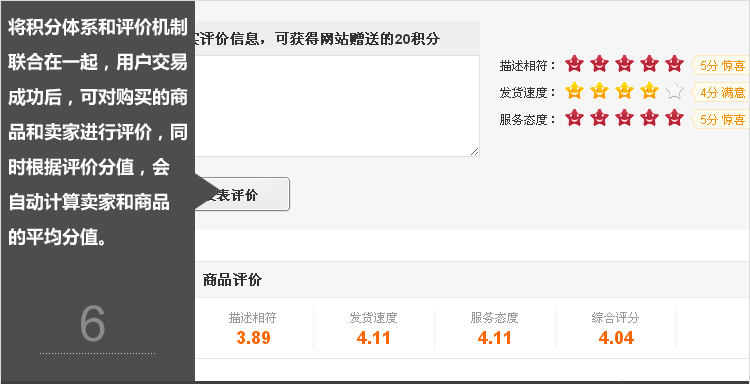 将积分体系和评价机制
联合在一起，用户交易
成功后，可对购买的商
品和卖家进行评价，同
时根据评价分值，会
自动计算卖家和商品
的平均分值。
6
评价信息，可获得网站赠送的20积分
描述相符： 5分 惊喜
发货速度： 4分 满意
服务态度： 5分 惊喜
表评价
商品评价
描述相符 发货速度 服务态度 综合评分
3.89 4.11 4.11 4.04